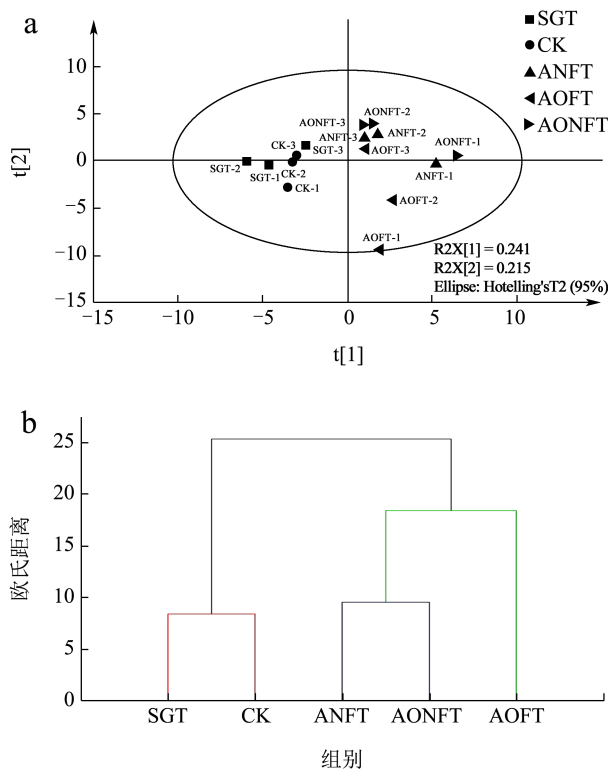 a
SGT
CK
ANFT
AOFT
AONFT
t[2]
10
5
0
−5
−10
−15
AONFT-3
AONFT-2
ANFT-3
ANFT-2
AONFT-1
CK-3
SGT-3
AOFT-3
SGT-2
SGT-1
CK-2
ANFT-1
CK-1
AOFT-2
AOFT-1
R2X[1] = 0.241
R2X[2] = 0.215
Ellipse: Hotelling'sT2 (95%)
−15
−10
−5
0
5
10
t[1]
b
欧氏距离
25
20
15
10
5
0
SGT
CK
ANFT
AONFT
AOFT
组别